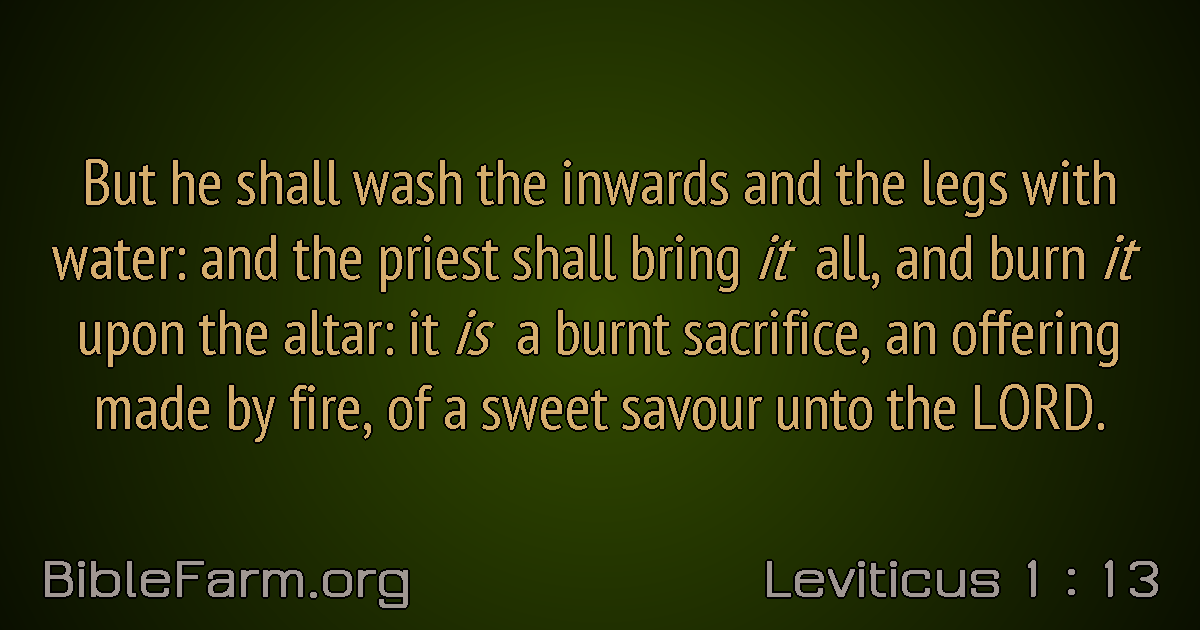 But he shall wash the inwards and the legs with
water: and the priest shall bring it all, and burn it
upon the altar: it is a burnt sacrifice, an offering
made by fire, of a sweet savour unto the LORD.
BibleFarm.org
Leviticus 1 : 13